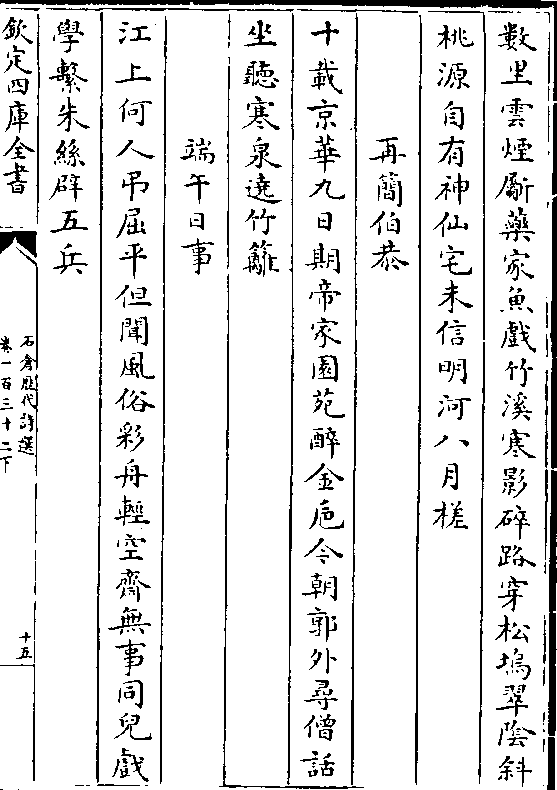 數里雲煙斸藥家魚戲竹溪寒影碎路穿松塢翠陰斜
桃源自有神仙宅未信明河八月槎
再簡伯恭
十載京華九日期帝家園苑醉金巵今朝郭外尋僧話
坐聽寒泉遶竹籬
端午日事
江上何人弔屈平但聞風俗彩舟輕空齋無事同兒戲
學繫朱絲辟五兵
欽定四庫全書
石倉歷代詩選
卷一百三十二下
十五